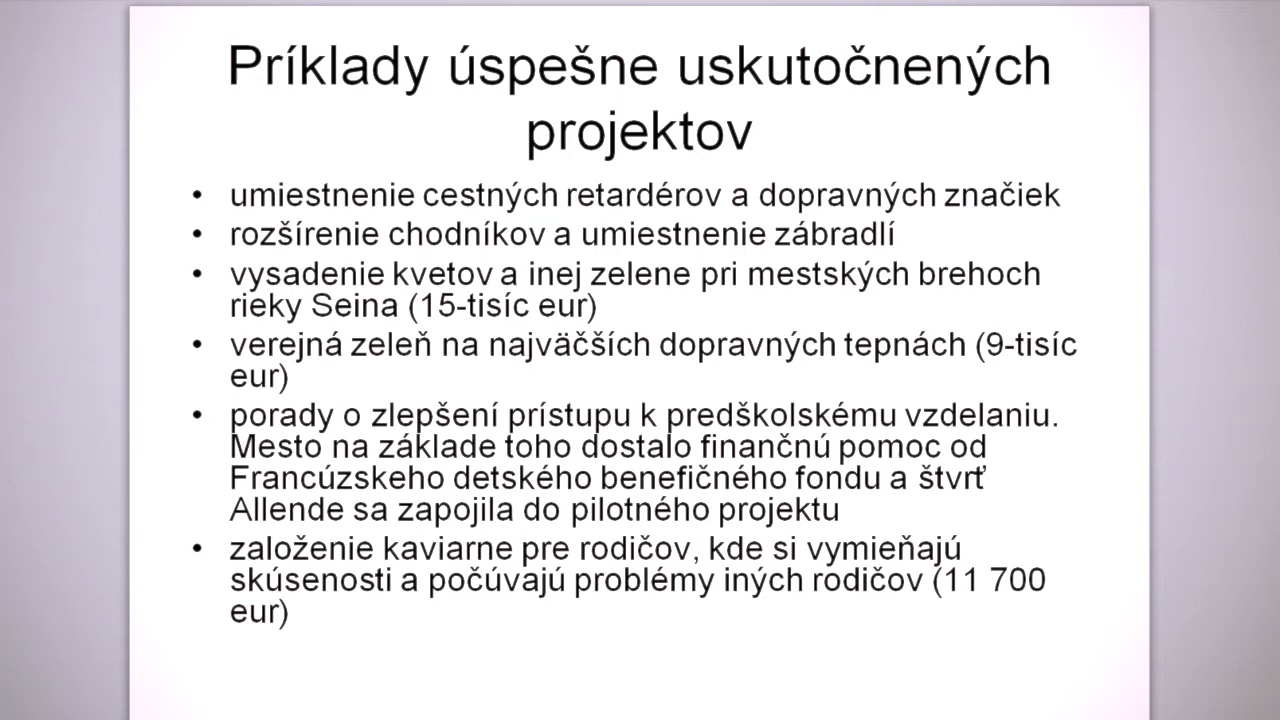 Príklady úspešne uskutočnených
projektov
• umiestnenie cestných retardérov a dopravných značiek
• rozšírenie chodníkov a umiestnenie zábradlí
• vysadenie kvetov a inej zelene pri mestských brehoch
rieky Seina (15-tisíc eur)
• verejná zeleň na najväčších dopravných tepnách (9-tisíc
eur)
• porady o zlepšení prístupu k predškolskému vzdelaniu.
Mesto na základe toho dostalo finančnú pomoc od
Francúzskeho detského benefičného fondu a štvrť
Allende sa zapojila do pilotného projektu
• založenie kaviarne pre rodičov, kde si vymieňajú
skúsenosti a počúvajú problémy iných rodičov (11 700
eur)